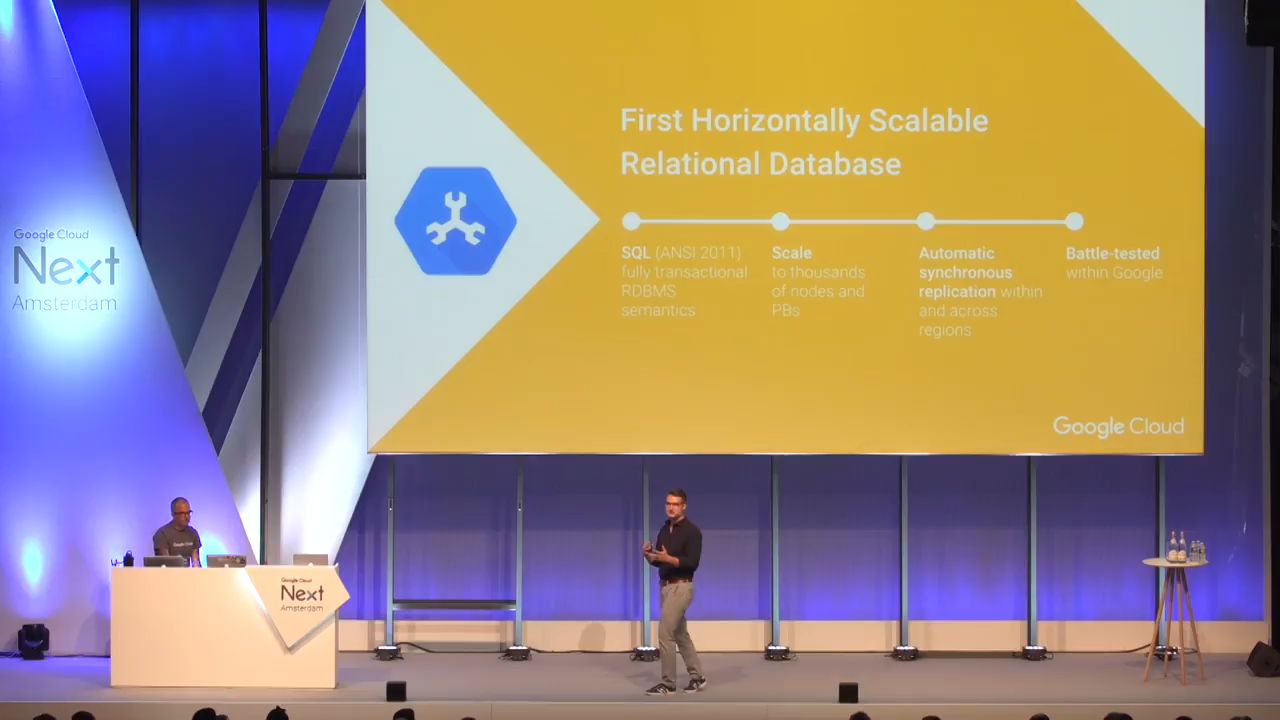 First Horizontally Scalable
Relational Database
SQL (ANSI 2011)
fully transactional
RDBMS
semantics
Scale
to thousands
of nodes and
PBs
Automatic
synchronous
replication within
and across
regions
Battle-tested
within Google
Google Cloud
Google Cloud
Next
Amsterdam
Google Cloud
Google Cloud
Next
Amsterdam